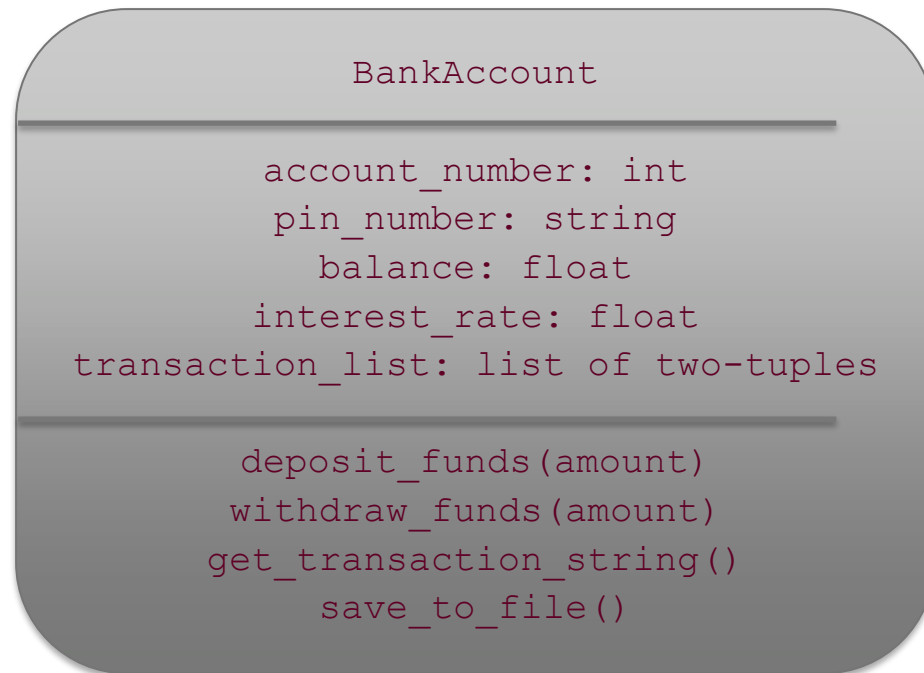 BankAccount
account_number: int
pin_number: string
balance: float
interest_rate: float
transaction_list: list of two-tuples
deposit_funds(amount)
withdraw_funds(amount)
get_transaction_string()
save_to_file()